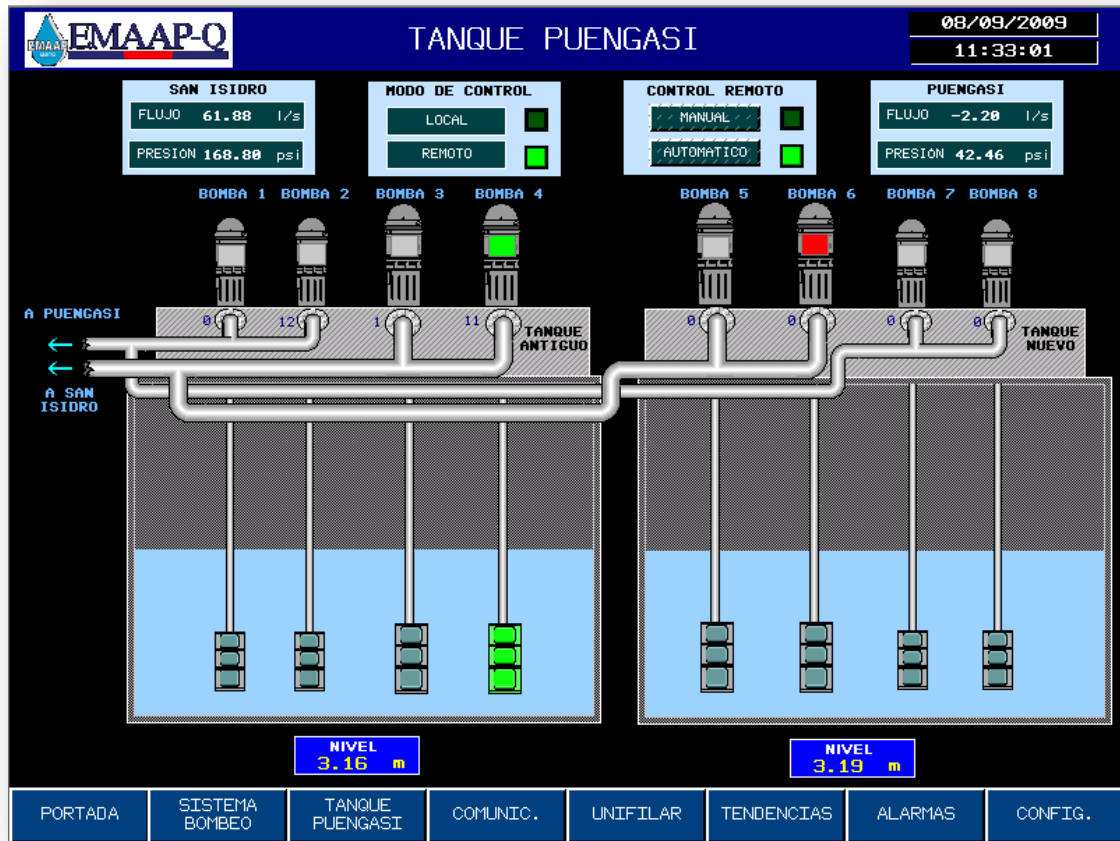 EMAAP-Q
EMAAP
TANQUE PUENGASI
08/09/2009
11:33:01
SAN ISIDRO
FLUJO 61.88 l/s
PRESION 168.80 psi
MODO DE CONTROL
LOCAL
REMOTO
CONTROL REMOTO
MANUAL
AUTOMATICO
PUENGASI
FLUJO -2.20 l/s
PRESION 42.46 psi
BOMBA 1 BOMBA 2 BOMBA 3 BOMBA 4 BOMBA 5 BOMBA 6 BOMBA 7 BOMBA 8
A PUENGASI
0 12 1 11 0 0 0 0
TANQUE
ANTIGUO
TANQUE
NUEVO
A SAN
ISIDRO
NIVEL
3.16 m
NIVEL
3.19 m
PORTADA
SISTEMA
BOMBEO
TANQUE
PUENGASI
COMUNIC.
UNIFILAR
TENDENCIAS
ALARMAS
CONFIG.